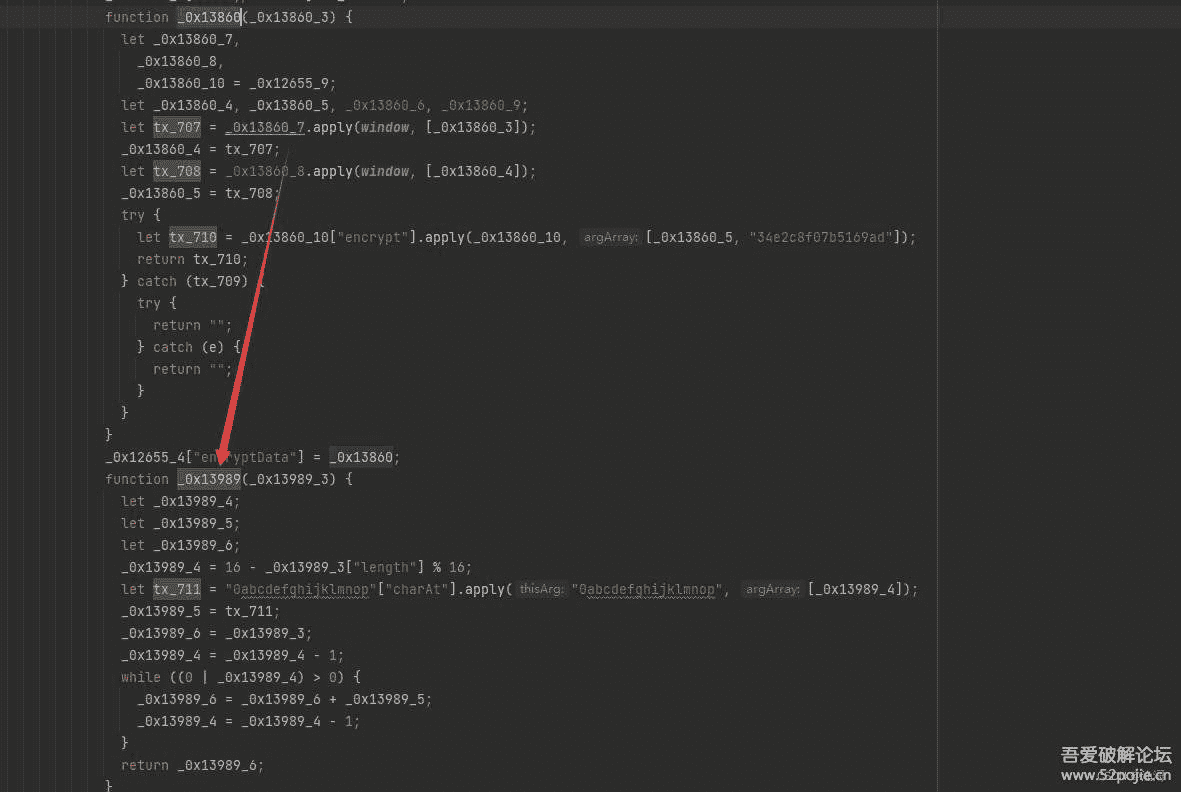 function _0x13860(_0x13860_3) {
let _0x13860_7,
_0x13860_8,
_0x13860_10 = _0x12655_9;
let _0x13860_4, _0x13860_5, _0x13860_6, _0x13860_9;
let tx_707 = _0x13860_7.apply(window, [_0x13860_3]);
_0x13860_4 = tx_707;
let tx_708 = _0x13860_8.apply(window, [_0x13860_4]);
_0x13860_5 = tx_708;
try {
let tx_710 = _0x13860_10["encrypt"].apply(_0x13860_10, argArray: [_0x13860_5, "34e2c8f07b5169ad"]);
return tx_710;
} catch (tx_709) {
try {
return "";
} catch (e) {
return "";
}
}
}
_0x12655_4["encryptData"] = _0x13860;
function _0x13989(_0x13989_3) {
let _0x13989_4;
let _0x13989_5;
let _0x13989_6;
_0x13989_4 = 16 - _0x13989_3["length"] % 16;
let tx_711 = "0abcdefghijklmnop"["charAt"].apply( thisArg: "0abcdefghijklmnop", argArray: [_0x13989_4]);
_0x13989_5 = tx_711;
_0x13989_6 = _0x13989_3;
_0x13989_4 = _0x13989_4 - 1;
while ((0 | _0x13989_4) > 0) {
_0x13989_6 = _0x13989_6 + _0x13989_5;
_0x13989_4 = _0x13989_4 - 1;
}
return _0x13989_6;
}
吾爱破解论坛
www.52pojie.cn